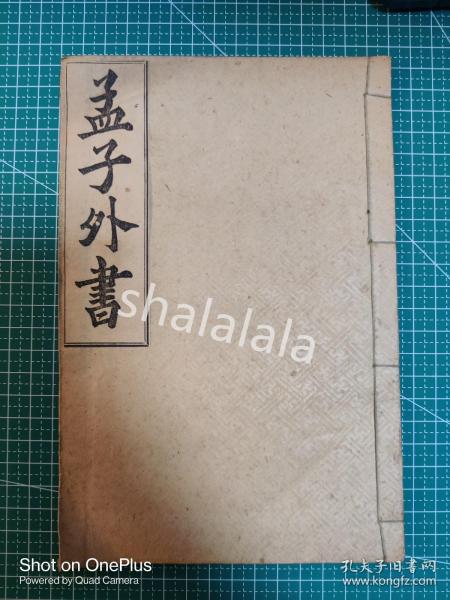 孟子外書
shalalala
Shot on OnePlus
Powered by Quad Camera
孔夫子旧书网
www.kongfz.com